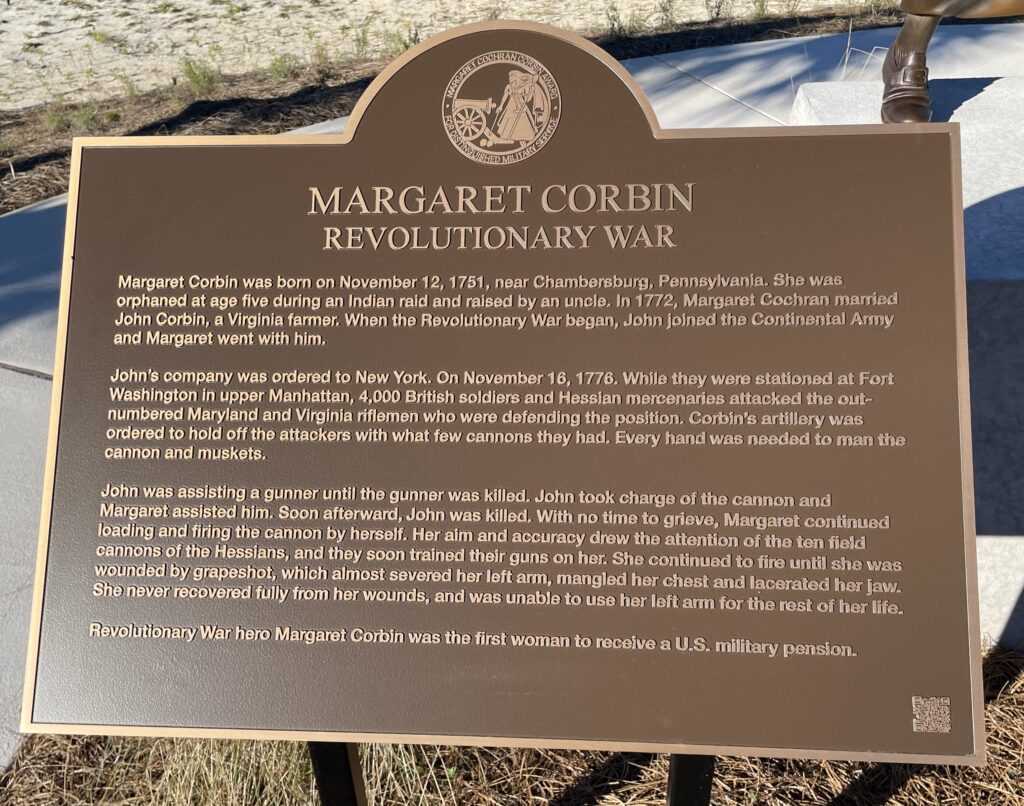 MARGARET COCHRAN CORBIN AWARD
FOR DISTINGUISHED MILITARY SERVICE
MARGARET CORBIN
REVOLUTIONARY WAR
Margaret Corbin was born on November 12, 1751, near Chambersburg, Pennsylvania. She was
orphaned at age five during an Indian raid and raised by an uncle. In 1772, Margaret Cochran married
John Corbin, a Virginia farmer. When the Revolutionary War began, John joined the Continental Army
and Margaret went with him.
John's company was ordered to New York. On November 16, 1776. While they were stationed at Fort
Washington in upper Manhattan, 4,000 British soldiers and Hessian mercenaries attacked the out-
numbered Maryland and Virginia riflemen who were defending the position. Corbin's artillery was
ordered to hold off the attackers with what few cannons they had. Every hand was needed to man the
cannon and muskets.
John was assisting a gunner until the gunner was killed. John took charge of the cannon and
Margaret assisted him. Soon afterward, John was killed. With no time to grieve, Margaret continued
loading and firing the cannon by herself. Her aim and accuracy drew the attention of the ten field
cannons of the Hessians, and they soon trained their guns on her. She continued to fire until she was
wounded by grapeshot, which almost severed her left arm, mangled her chest and lacerated her jaw.
She never recovered fully from her wounds, and was unable to use her left arm for the rest of her life.
Revolutionary War hero Margaret Corbin was the first woman to receive a U.S. military pension.